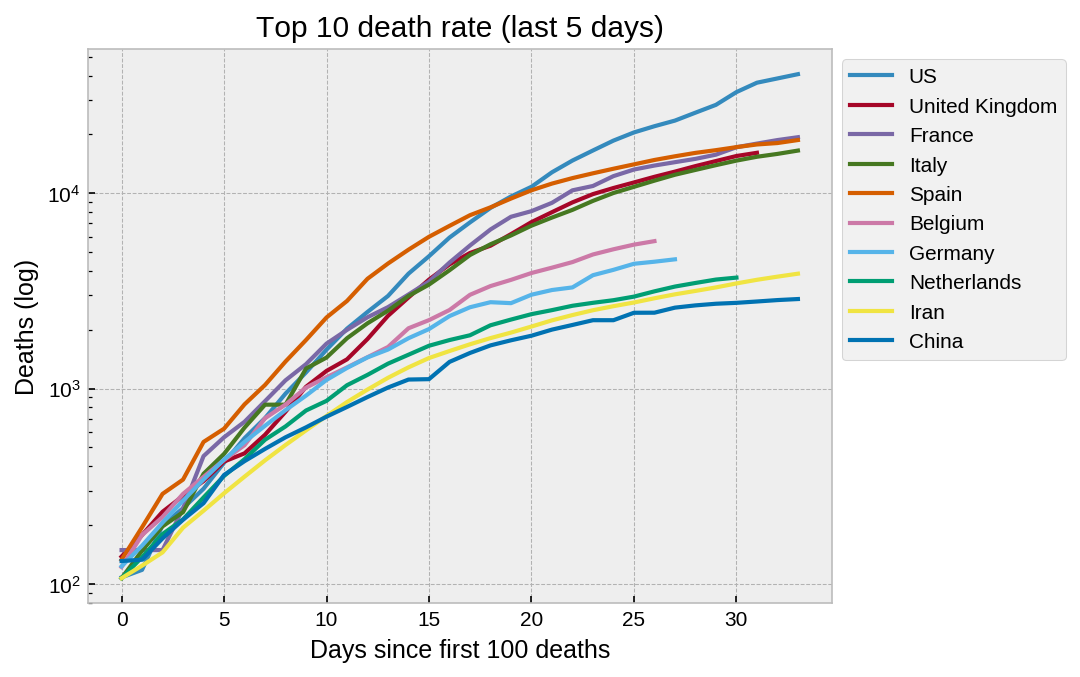 Top 10 death rate (last 5 days)
Deaths (log)
10⁴
10³
10²
0 5 10 15 20 25 30
Days since first 100 deaths
US
United Kingdom
France
Italy
Spain
Belgium
Germany
Netherlands
Iran
China